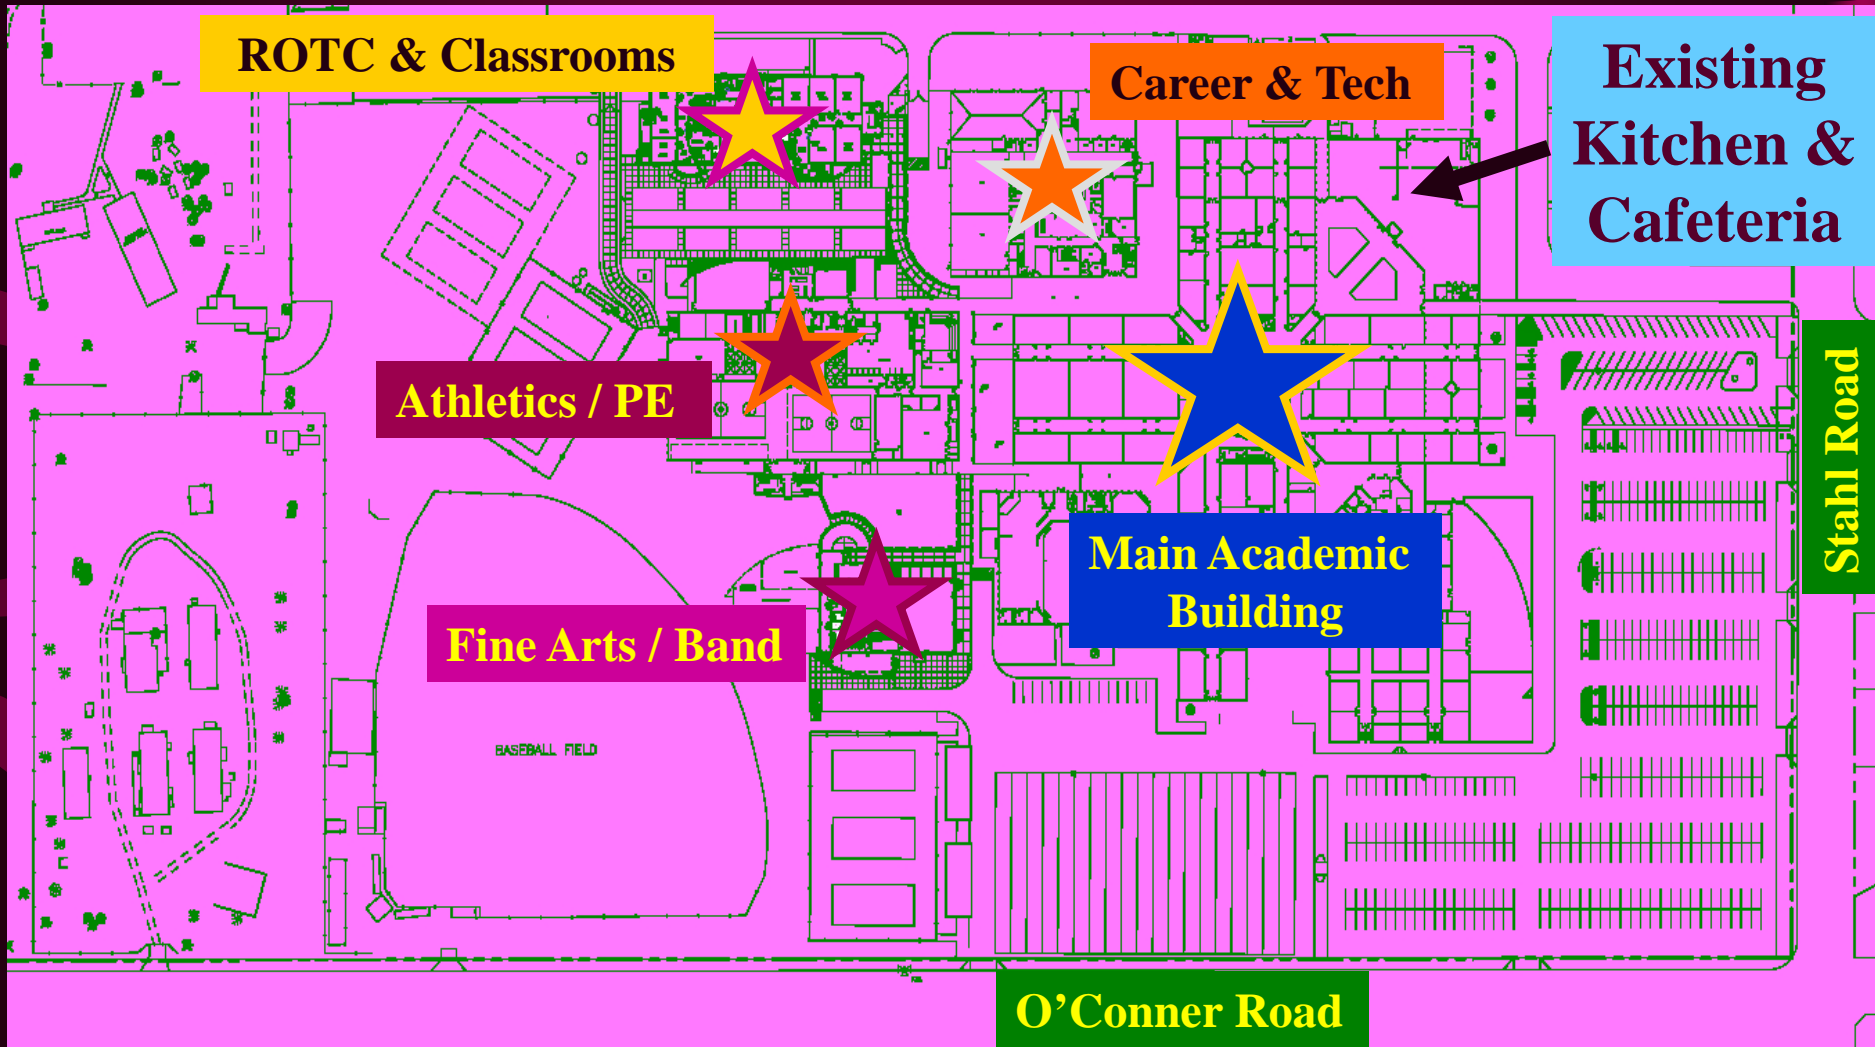 ROTC & Classrooms
Career & Tech
Existing
Kitchen &
Cafeteria
Athletics / PE
Stahl Road
Main Academic
Building
Fine Arts / Band
BASEBALL FIELD
O’Conner Road